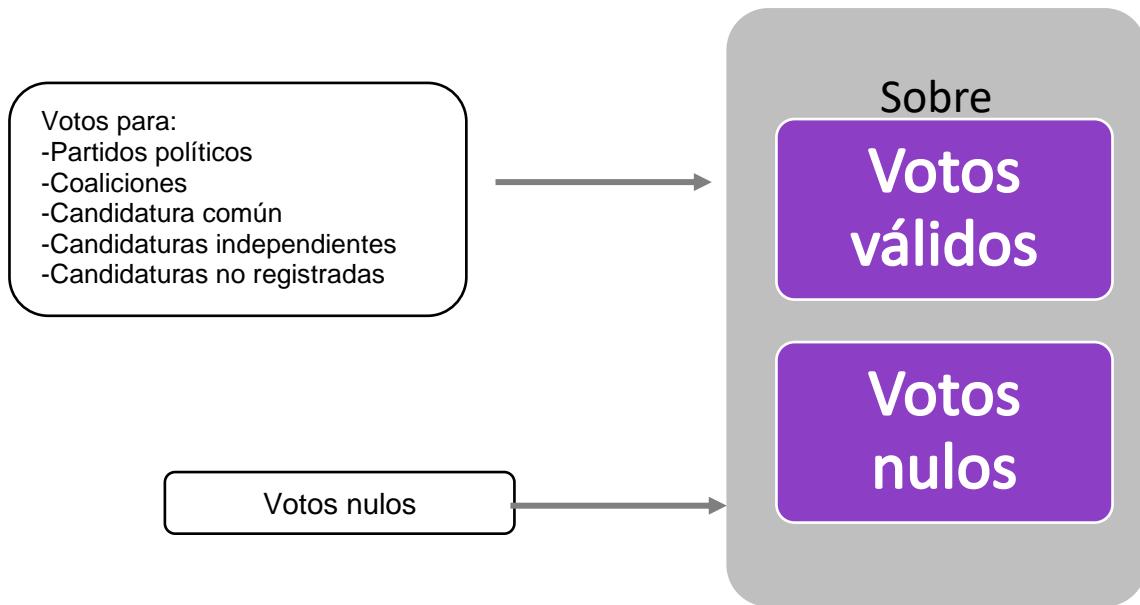 Votos para:
-Partidos políticos
-Coaliciones
-Candidatura común
-Candidaturas independientes
-Candidaturas no registradas
Sobre
Votos
válidos
Votos nulos
Votos
nulos